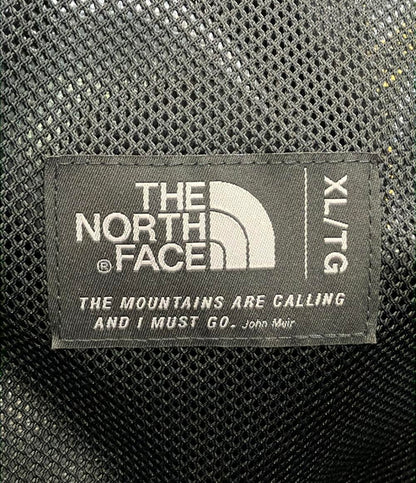 THE
NORTH
® FACE
XL/TG
THE MOUNTAINS ARE CALLING
AND I MUST GO. John Muir